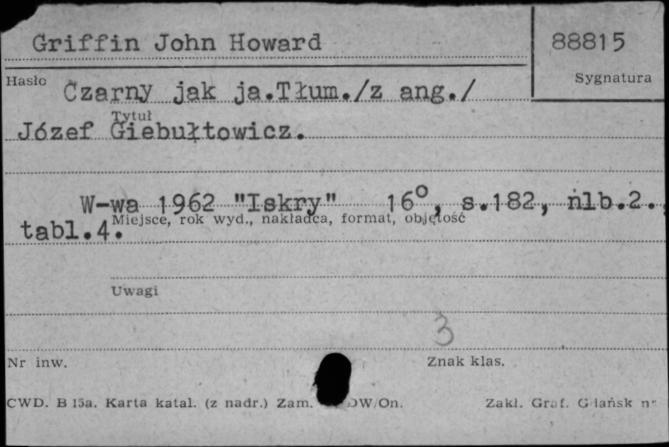 Griffin John Howard
88815
Hasło
Sygnatura
Czarny jak ja.Tłum./z ang./
Tytuł
Józef Giebułtowicz.
W-wa 1962 "Iskry" 16°, s.182, nlb.2.
Miejsce, rok wyd., nakładca, format, objętość
tabl.4.
Uwagi
3
Nr inw.
Znak klas.
CWD. B 15a. Karta katal. (z nadr.) Zam. DW/On.
Zakł. Graf. Gdańsk